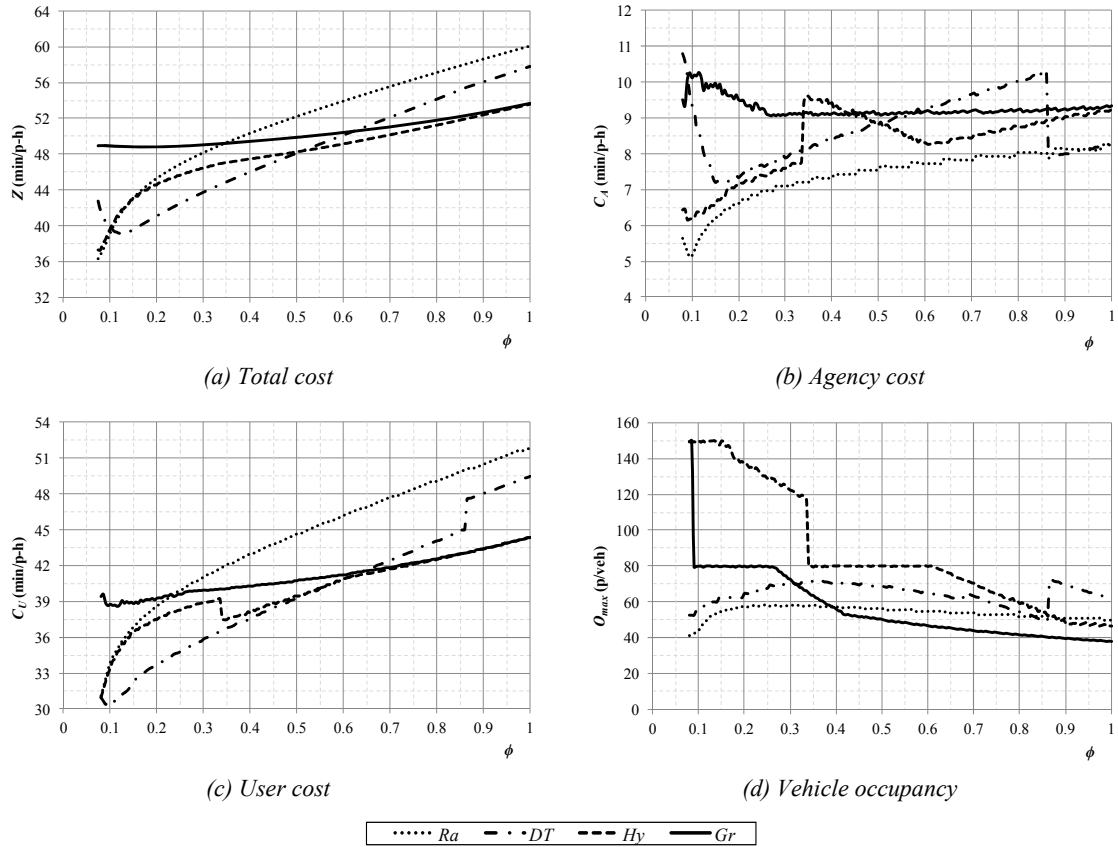 64
60
56
52
48
44
40
36
32
Z (min/p-h)
0 0.1 0.2 0.3 0.4 0.5 0.6 0.7 0.8 0.9 1
ϕ
(a) Total cost
12
11
10
9
8
7
6
5
4
C_A (min/p-h)
0 0.1 0.2 0.3 0.4 0.5 0.6 0.7 0.8 0.9 1
ϕ
(b) Agency cost
54
51
48
45
42
39
36
33
30
C_U (min/p-h)
0 0.1 0.2 0.3 0.4 0.5 0.6 0.7 0.8 0.9 1
ϕ
(c) User cost
160
140
120
100
80
60
40
20
0
O_max (p/veh)
0 0.1 0.2 0.3 0.4 0.5 0.6 0.7 0.8 0.9 1
ϕ
(d) Vehicle occupancy
Ra DT Hy Gr